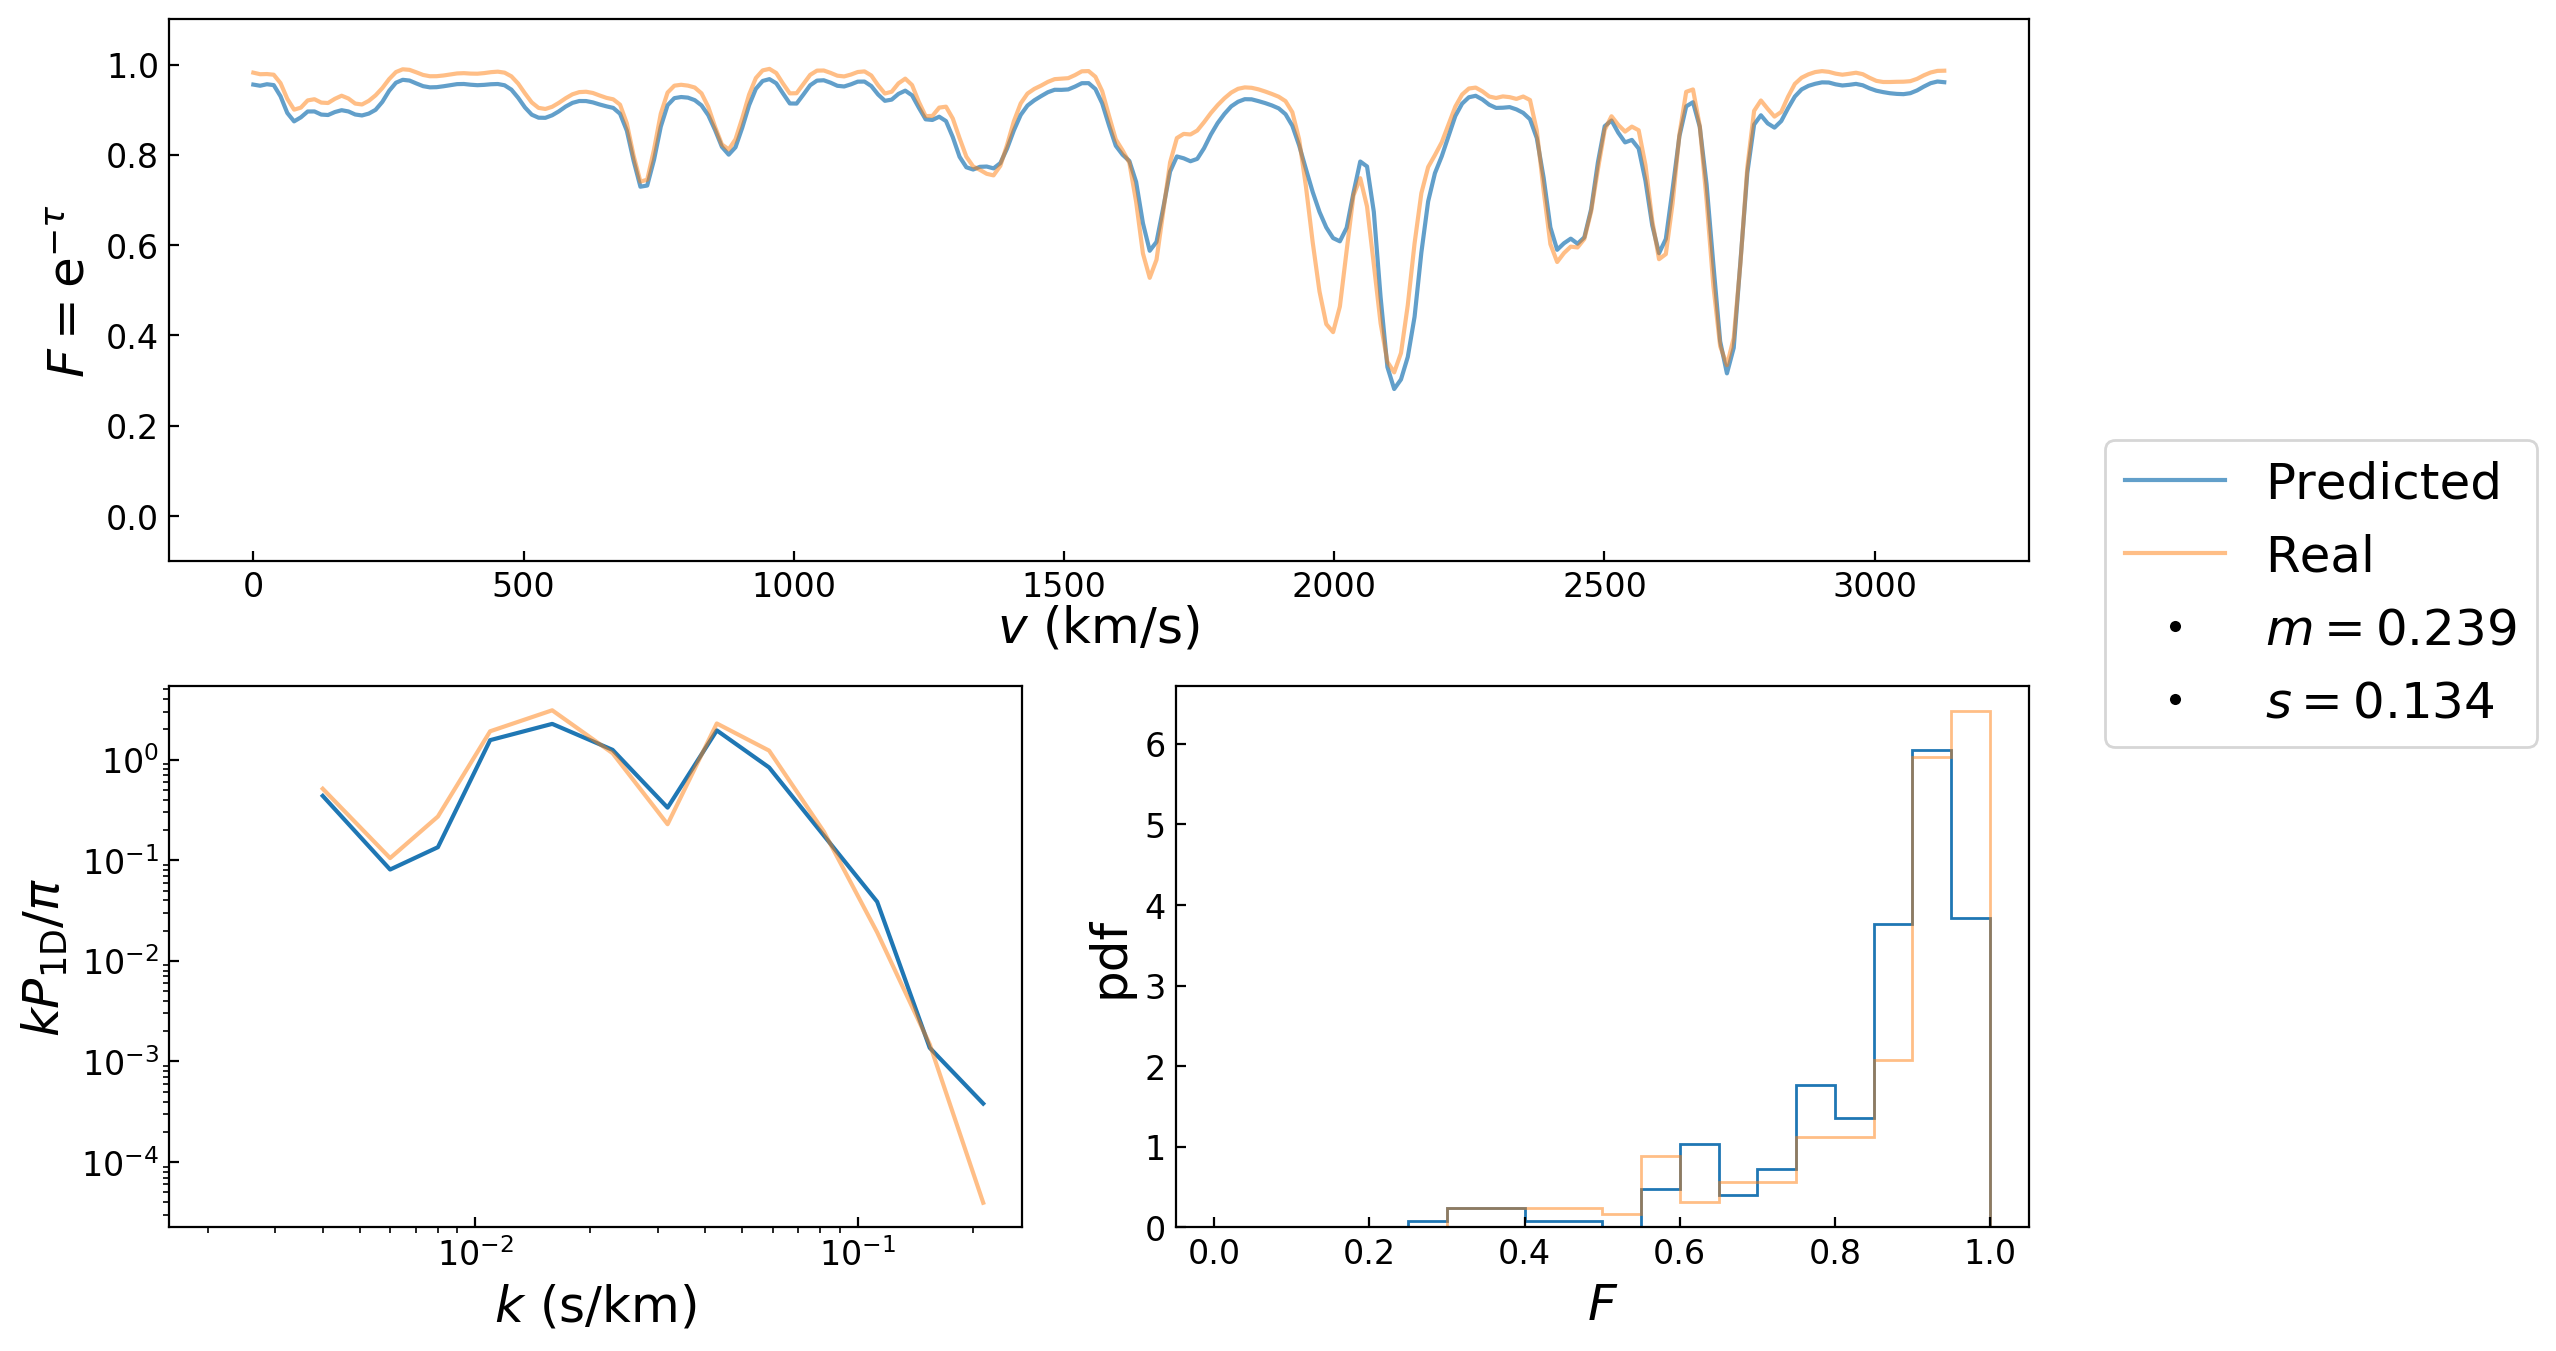 1.0
0.8
0.6
0.4
0.2
0.0
F = e^{−τ}
0 500 1000 1500 2000 2500 3000
v (km/s)
Predicted
Real
m = 0.239
s = 0.134
10^0
10^{−1}
10^{−2}
10^{−3}
10^{−4}
kP_{1D}/π
10^{−2} 10^{−1}
k (s/km)
6
5
4
3
2
1
0
pdf
0.0 0.2 0.4 0.6 0.8 1.0
F